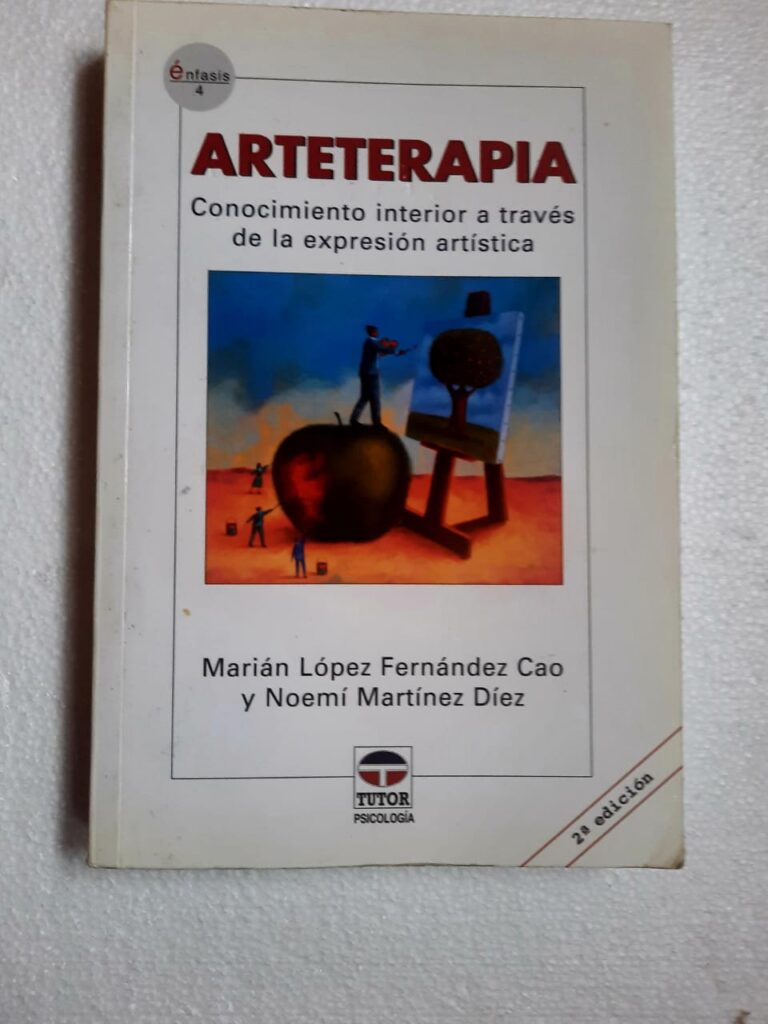 énfasis
4
ARTETERAPIA
Conocimiento interior a través
de la expresión artística
Marián López Fernández Cao
y Noemí Martínez Díez
TUTOR
PSICOLOGÍA
2ª edición